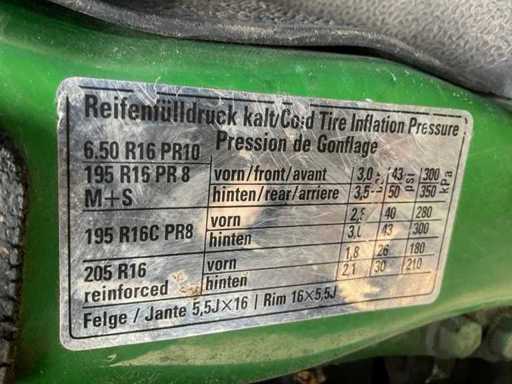 Reifenfülldruck kalt/Cold Tire Inflation Pressure
Pression de Gonflage
6.50 R16 PR10
195 R16 PR 8 vorn/front/avant 3,0 43 300
M+S hinten/rear/arriere 3,5 50 350
psi kPa
vorn 2,8 40 280
195 R16C PR8
hinten 3,0 43 300
205 R16 vorn 1,8 26 180
reinforced hinten 2,1 30 210
Felge / Jante 5,5J×16 | Rim 16×5,5J